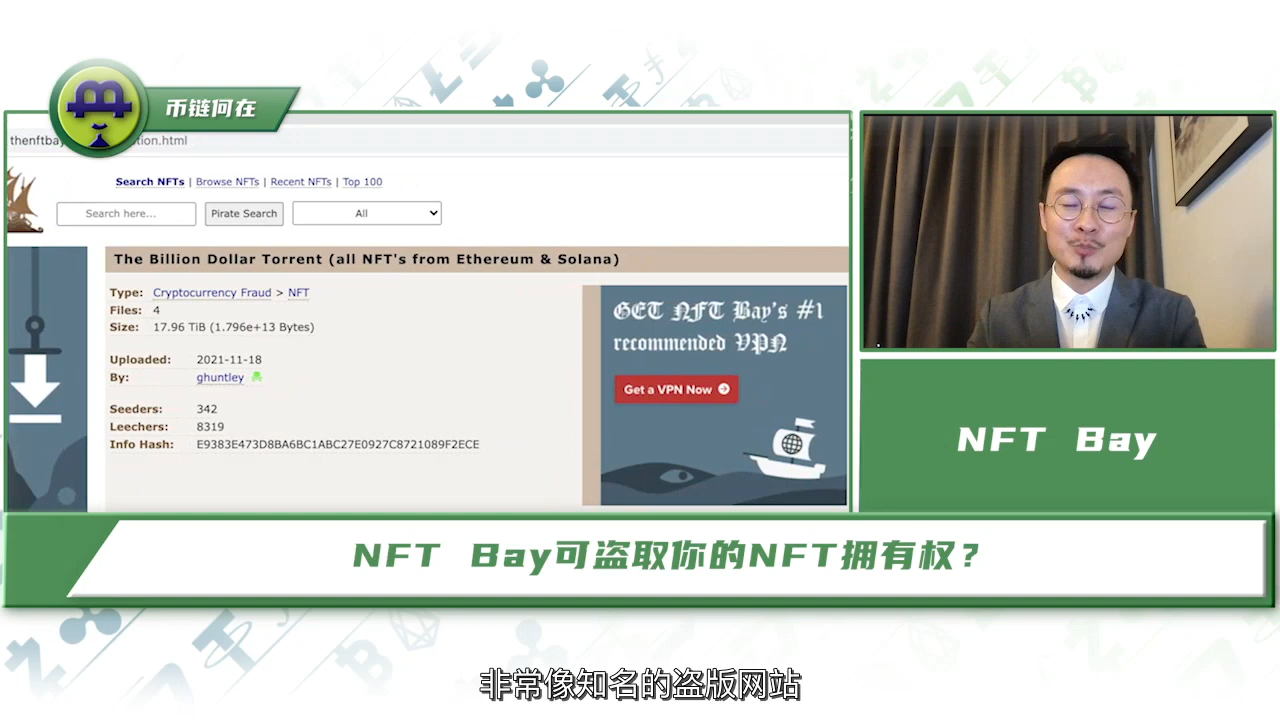 币链何在
thenftbay
tion.html
Search NFTs | Browse NFTs | Recent NFTs | Top 100
Search here...
Pirate Search
All
The Billion Dollar Torrent (all NFT's from Ethereum & Solana)
Type: Cryptocurrency Fraud > NFT
Files: 4
Size: 17.96 TiB (1.796e+13 Bytes)
Uploaded: 2021-11-18
By: ghuntley
Seeders: 342
Leechers: 8319
Info Hash: E9383E473D8BA6BC1ABC27E0927C8721089F2ECE
GET NFT Bay's #1
recommended VPN
Get a VPN Now
NFT Bay
NFT Bay可盗取你的NFT拥有权？
非常像知名的盗版网站